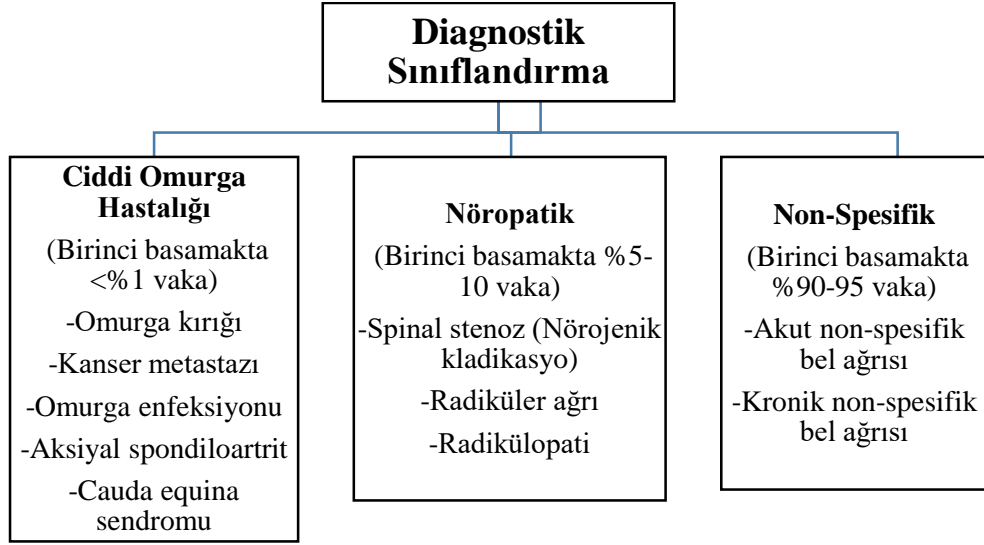 Diagnostik
Sınıflandırma
Ciddi Omurga
Hastalığı
(Birinci basamakta
<%1 vaka)
-Omurga kırığı
-Kanser metastazı
-Omurga enfeksiyonu
-Aksiyal spondiloartrit
-Cauda equina
sendromu
Nöropatik
(Birinci basamakta %5-
10 vaka)
-Spinal stenoz (Nörojenik
kladikasyo)
-Radiküler ağrı
-Radikülopati
Non-Spesifik
(Birinci basamakta
%90-95 vaka)
-Akut non-spesifik
bel ağrısı
-Kronik non-spesifik
bel ağrısı